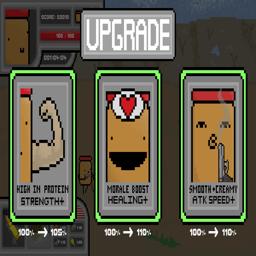 UPGRADE
HIGH IN PROTEIN
STRENGTH+
100% → 105%
MORALE BOOST
HEALING+
100% → 110%
SMOOTH+CREAMY
ATK SPEED+
100% → 110%